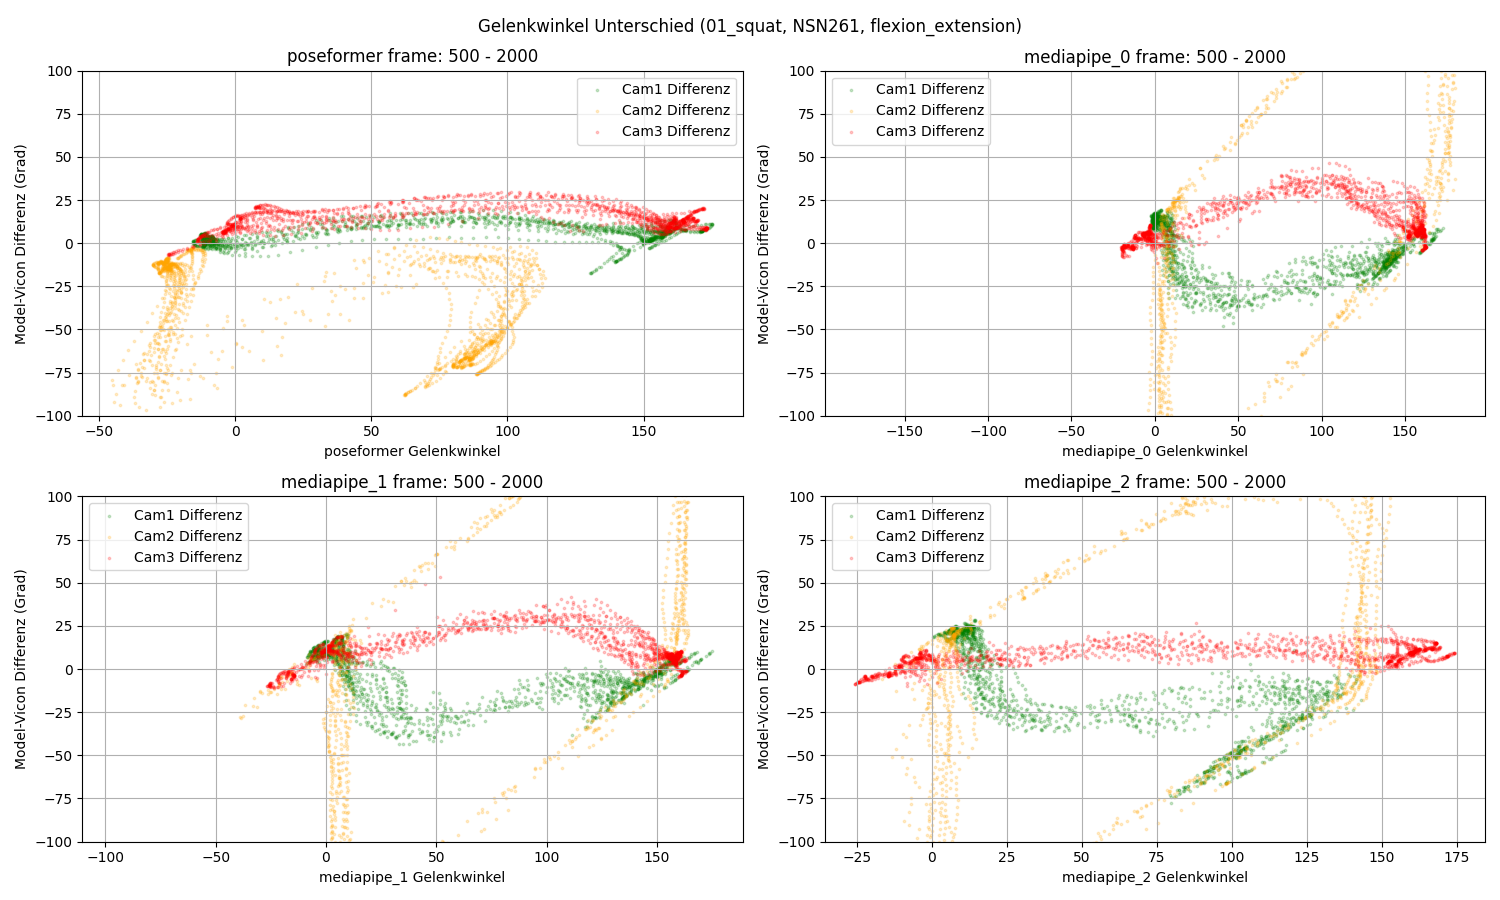 Gelenkwinkel Unterschied (01_squat, NSN261, flexion_extension)
poseformer frame: 500 - 2000
Model-Vicon Differenz (Grad)
100
75
50
25
0
−25
−50
−75
−100
Cam1 Differenz
Cam2 Differenz
Cam3 Differenz
−50
0
50
100
150
poseformer Gelenkwinkel
mediapipe_0 frame: 500 - 2000
Model-Vicon Differenz (Grad)
100
75
50
25
0
−25
−50
−75
−100
Cam1 Differenz
Cam2 Differenz
Cam3 Differenz
−150
−100
−50
0
50
100
150
mediapipe_0 Gelenkwinkel
mediapipe_1 frame: 500 - 2000
Model-Vicon Differenz (Grad)
100
75
50
25
0
−25
−50
−75
−100
Cam1 Differenz
Cam2 Differenz
Cam3 Differenz
−100
−50
0
50
100
150
mediapipe_1 Gelenkwinkel
mediapipe_2 frame: 500 - 2000
Model-Vicon Differenz (Grad)
100
75
50
25
0
−25
−50
−75
−100
Cam1 Differenz
Cam2 Differenz
Cam3 Differenz
−25
0
25
50
75
100
125
150
175
mediapipe_2 Gelenkwinkel